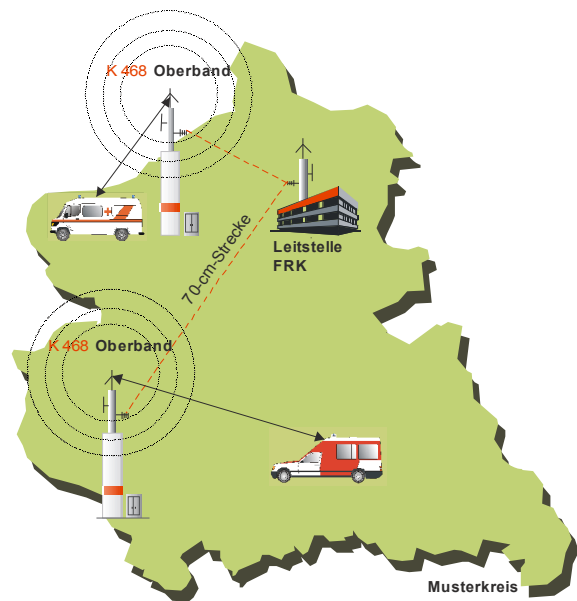 K 468 Oberband
Leitstelle
FRK
70-cm-Strecke
K 468 Oberband
Musterkreis